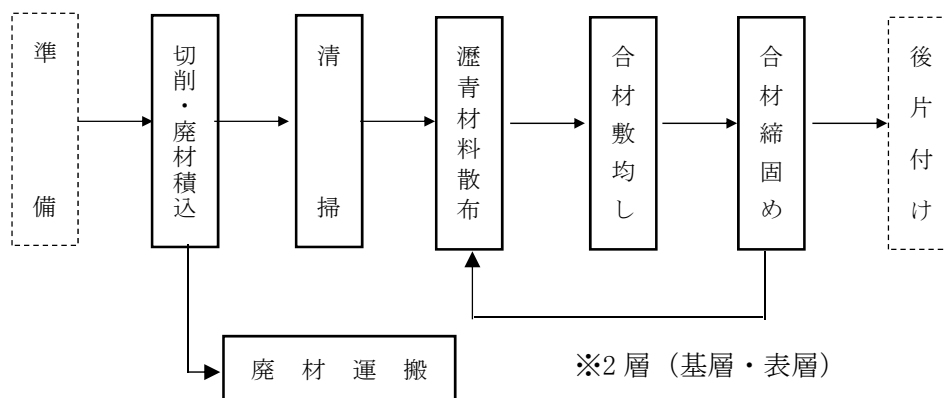 準備
切削・廃材積込
清掃
瀝青材料散布
合材敷均し
合材締固め
後片付け
廃材運搬
※2層（基層・表層）